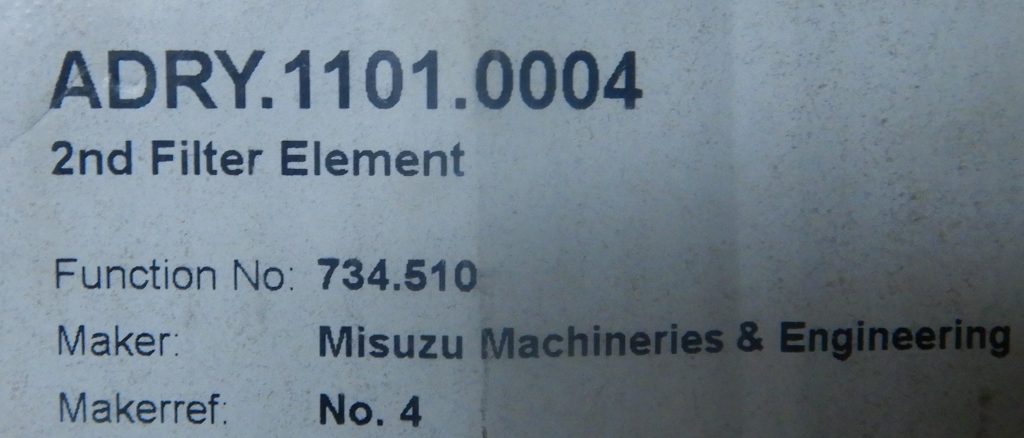 ADRY.1101.0004
2nd Filter Element
Function No: 734.510
Maker: Misuzu Machineries & Engineering
Makerref: No. 4